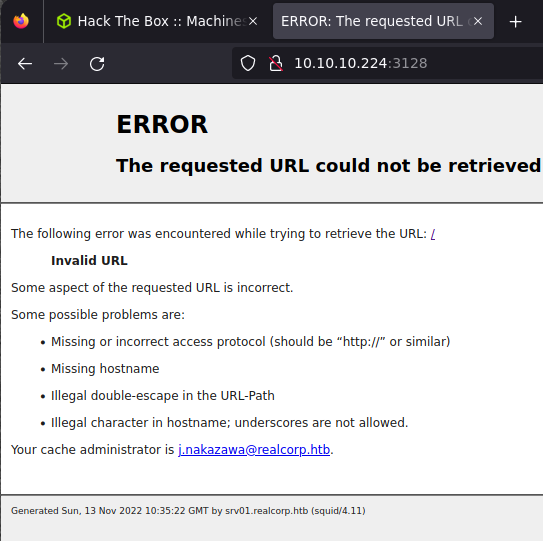 Hack The Box :: Machines
ERROR: The requested URL c
10.10.10.224:3128
ERROR
The requested URL could not be retrieved
The following error was encountered while trying to retrieve the URL: /
Invalid URL
Some aspect of the requested URL is incorrect.
Some possible problems are:
• Missing or incorrect access protocol (should be “http://” or similar)
• Missing hostname
• Illegal double-escape in the URL-Path
• Illegal character in hostname; underscores are not allowed.
Your cache administrator is j.nakazawa@realcorp.htb.
Generated Sun, 13 Nov 2022 10:35:22 GMT by srv01.realcorp.htb (squid/4.11)